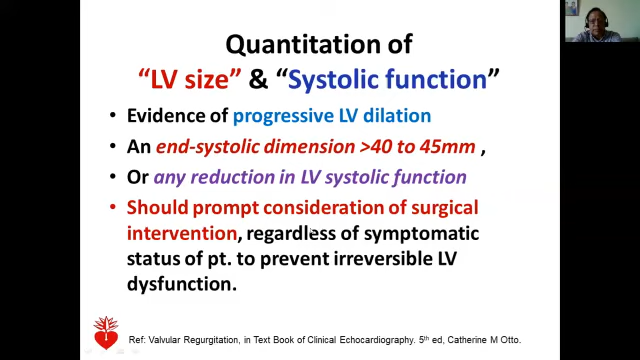 Quantitation of
“LV size” & “Systolic function”
• Evidence of progressive LV dilation
• An end-systolic dimension >40 to 45mm ,
• Or any reduction in LV systolic function
• Should prompt consideration of surgical
intervention, regardless of symptomatic
status of pt. to prevent irreversible LV
dysfunction.
Ref: Valvular Regurgitation, in Text Book of Clinical Echocardiography. 5th ed, Catherine M Otto.